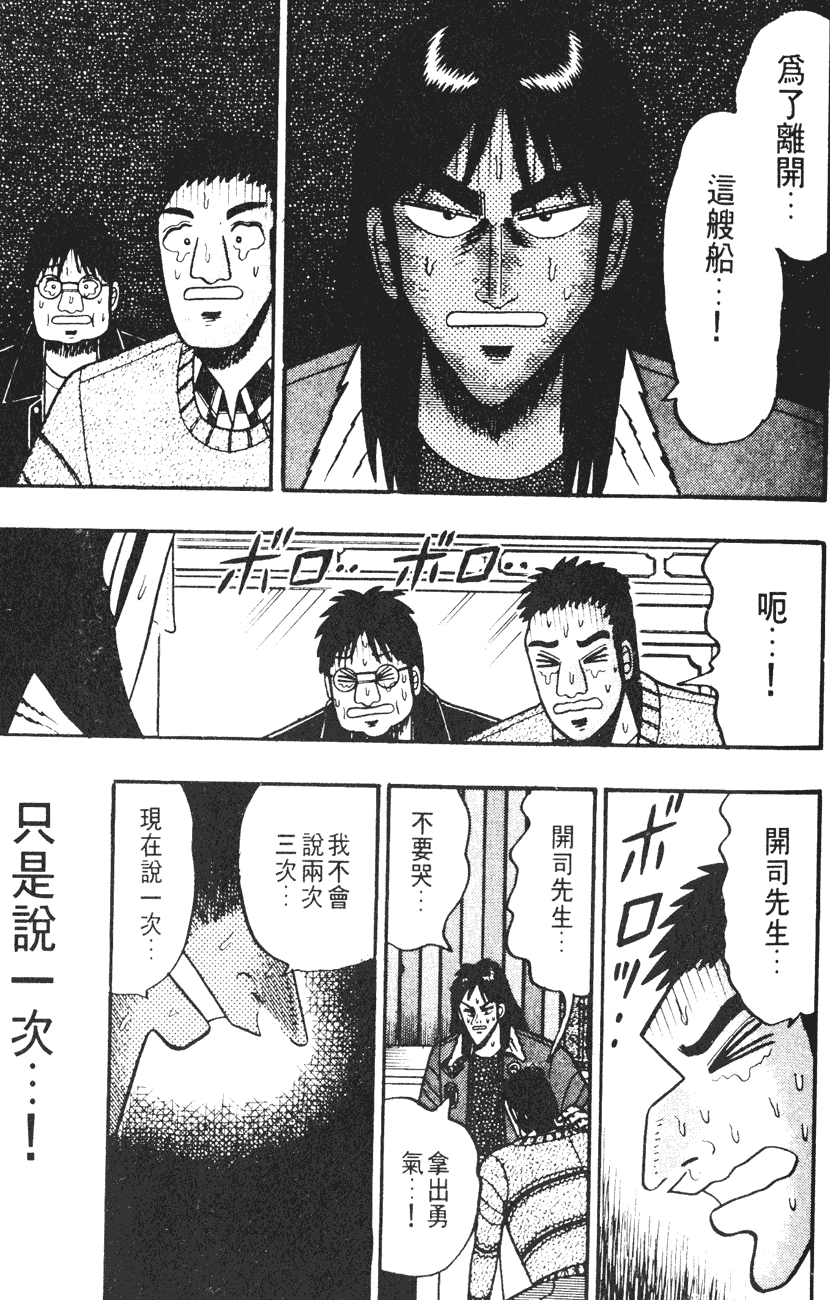 爲了離開…
這艘船…！
呃…！
ボロ‥
ボロ‥
開司先生…
ボロッ‥
開司先生…
不要哭…
拿出勇
氣…！
我不會
說兩次
三次…
現在說一次…
只是說一次…！